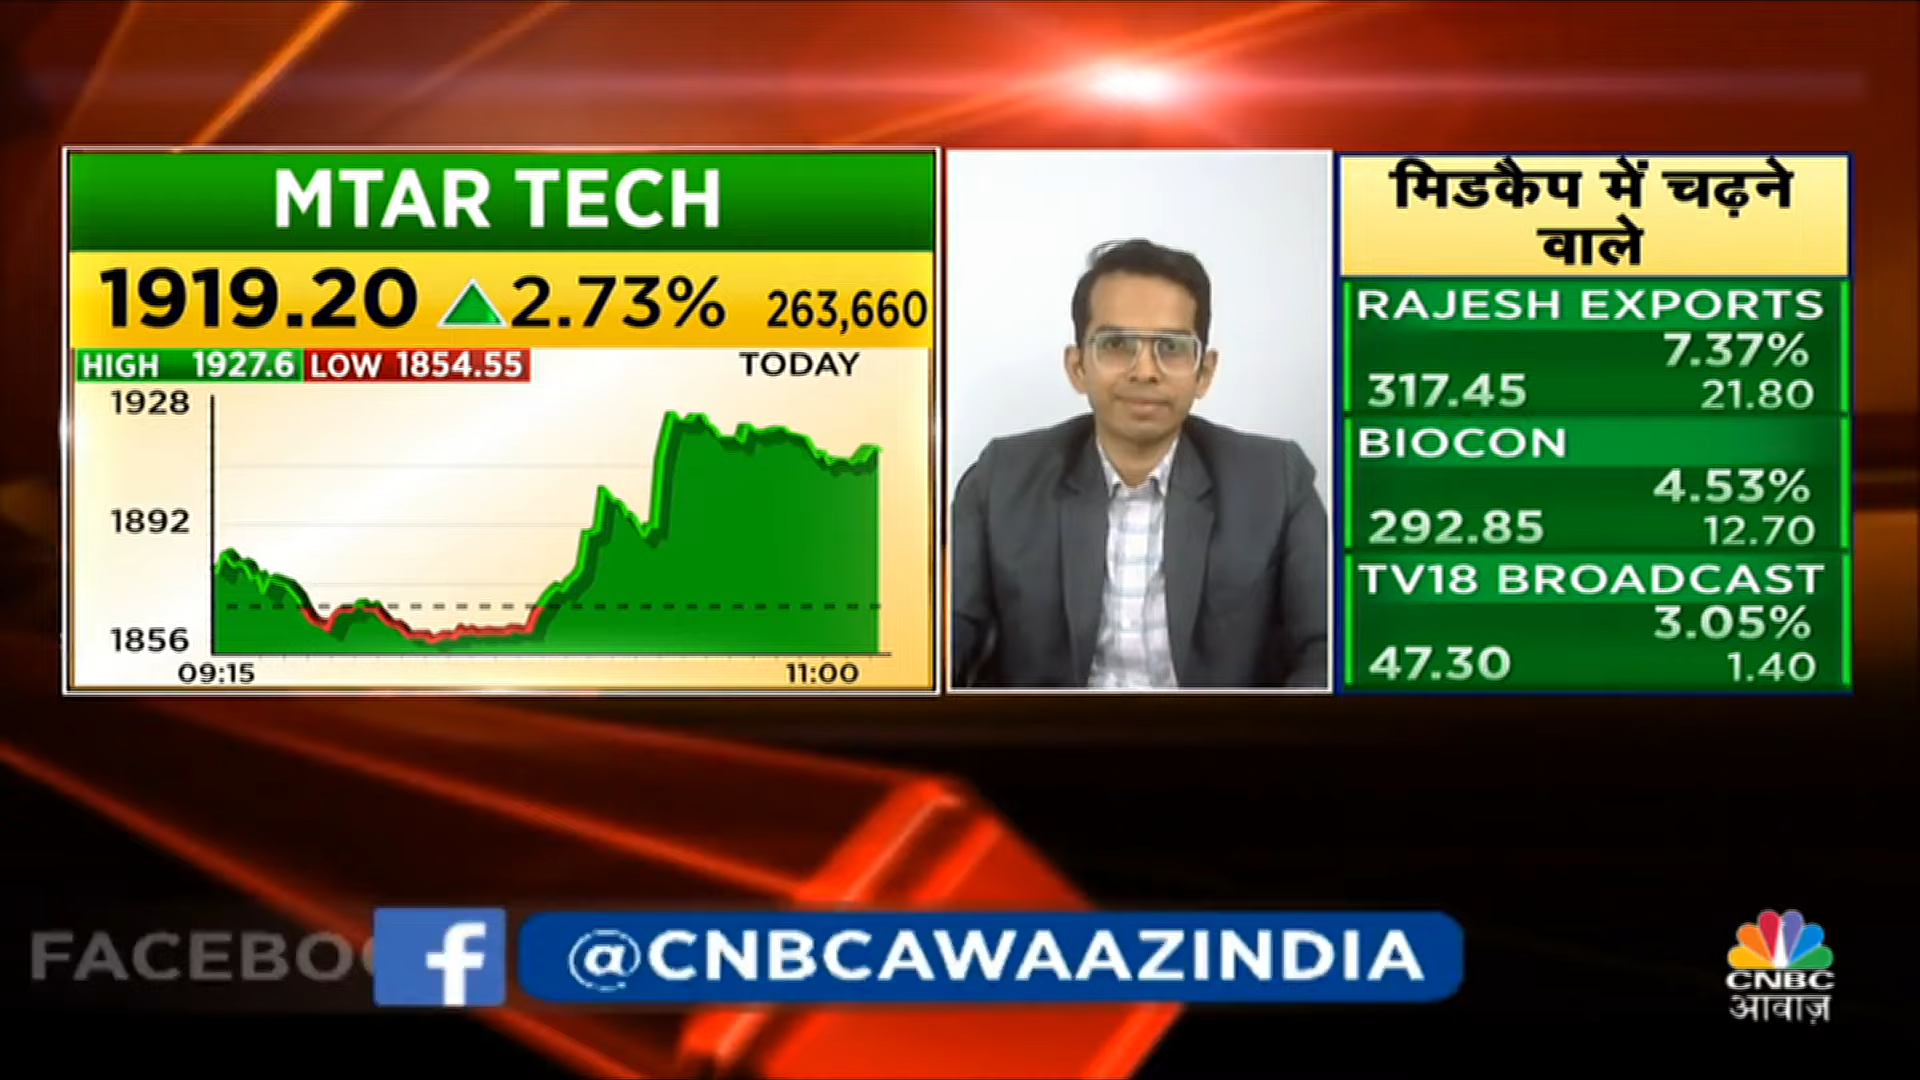 MTAR TECH
1919.20 2.73% 263,660
HIGH 1927.6 LOW 1854.55 TODAY
1928
1892
1856
09:15 11:00
मिडकैप में चढ़ने
वाले
RAJESH EXPORTS
7.37%
317.45 21.80
BIOCON
4.53%
292.85 12.70
TV18 BROADCAST
3.05%
47.30 1.40
FACEBO f @CNBCAWAAZINDIA
CNBC
आवाज़